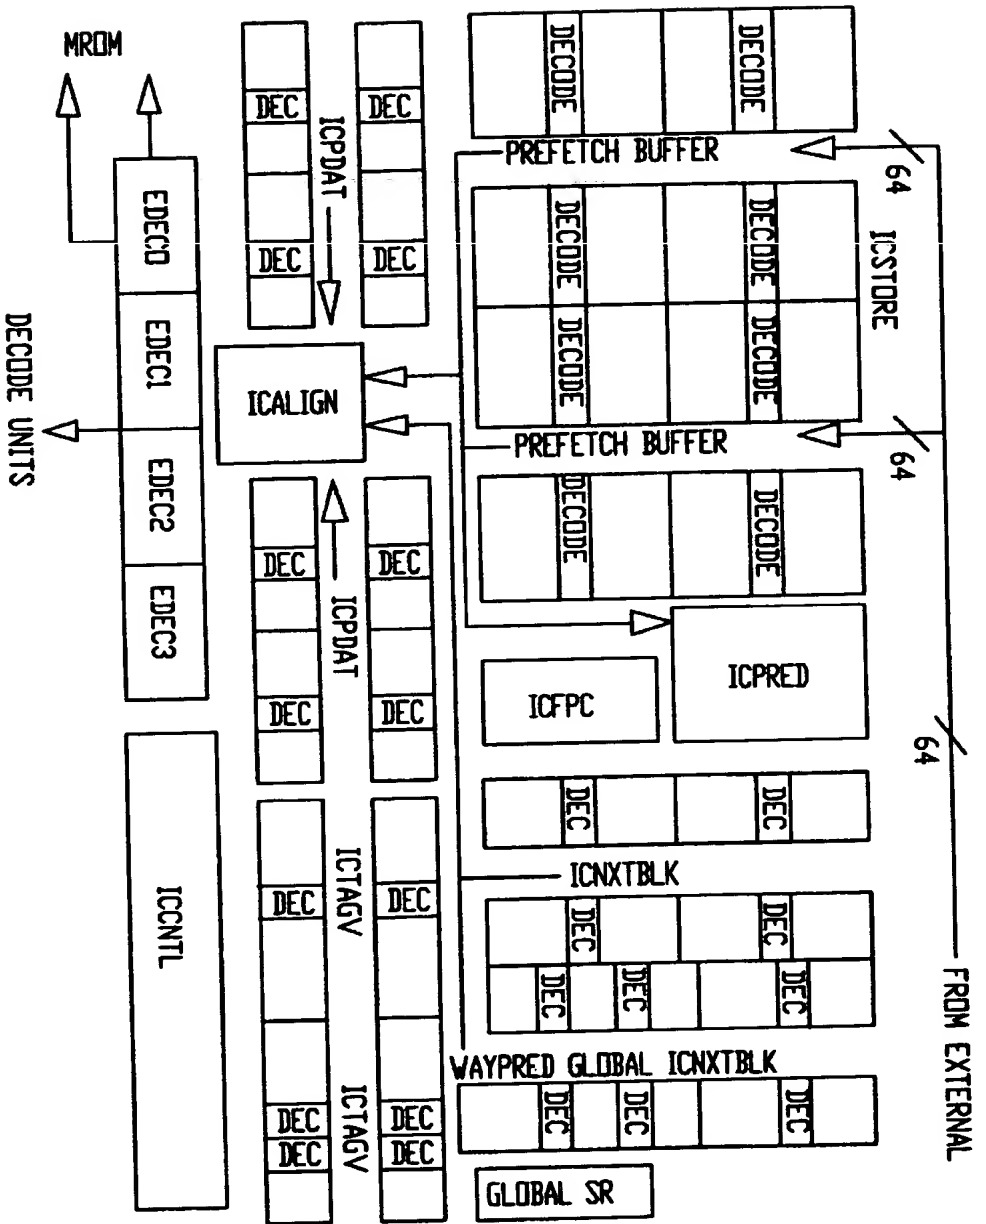 MROM
DECODE
DECODE
DEC
DEC
ICPDAT
PREFETCH BUFFER
64
EDEC0
DEC
DEC
DECODE
DECODE
ICSTORE
DECODE UNITS
EDEC1
ICALIGN
DECODE
DECODE
PREFETCH BUFFER
64
EDEC2
DEC
DEC
DECODE
DECODE
EDEC3
ICPDAT
DEC
DEC
ICFPC
ICPRED
64
DEC
DEC
ICCNTL
DEC
ICTAGV
DEC
ICNXTBLK
DEC
DEC
DEC
DEC
DEC
FROM EXTERNAL
WAYPRED GLOBAL ICNXTBLK
DEC
DEC
ICTAGV
DEC
DEC
DEC
DEC
DEC
GLOBAL SR